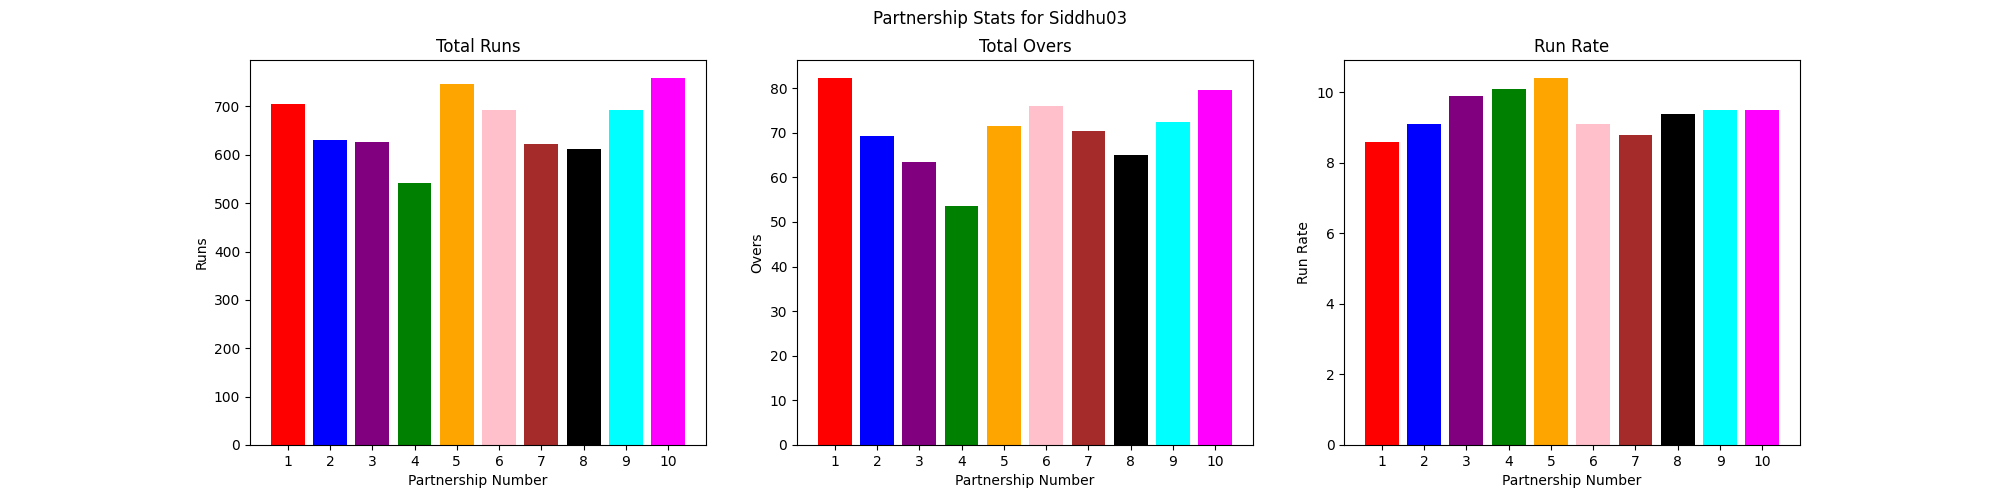 Partnership Stats for Siddhu03
Total Runs
Runs
700
600
500
400
300
200
100
0
1 2 3 4 5 6 7 8 9 10
Partnership Number
Total Overs
Overs
80
70
60
50
40
30
20
10
0
1 2 3 4 5 6 7 8 9 10
Partnership Number
Run Rate
Run Rate
10
8
6
4
2
0
1 2 3 4 5 6 7 8 9 10
Partnership Number